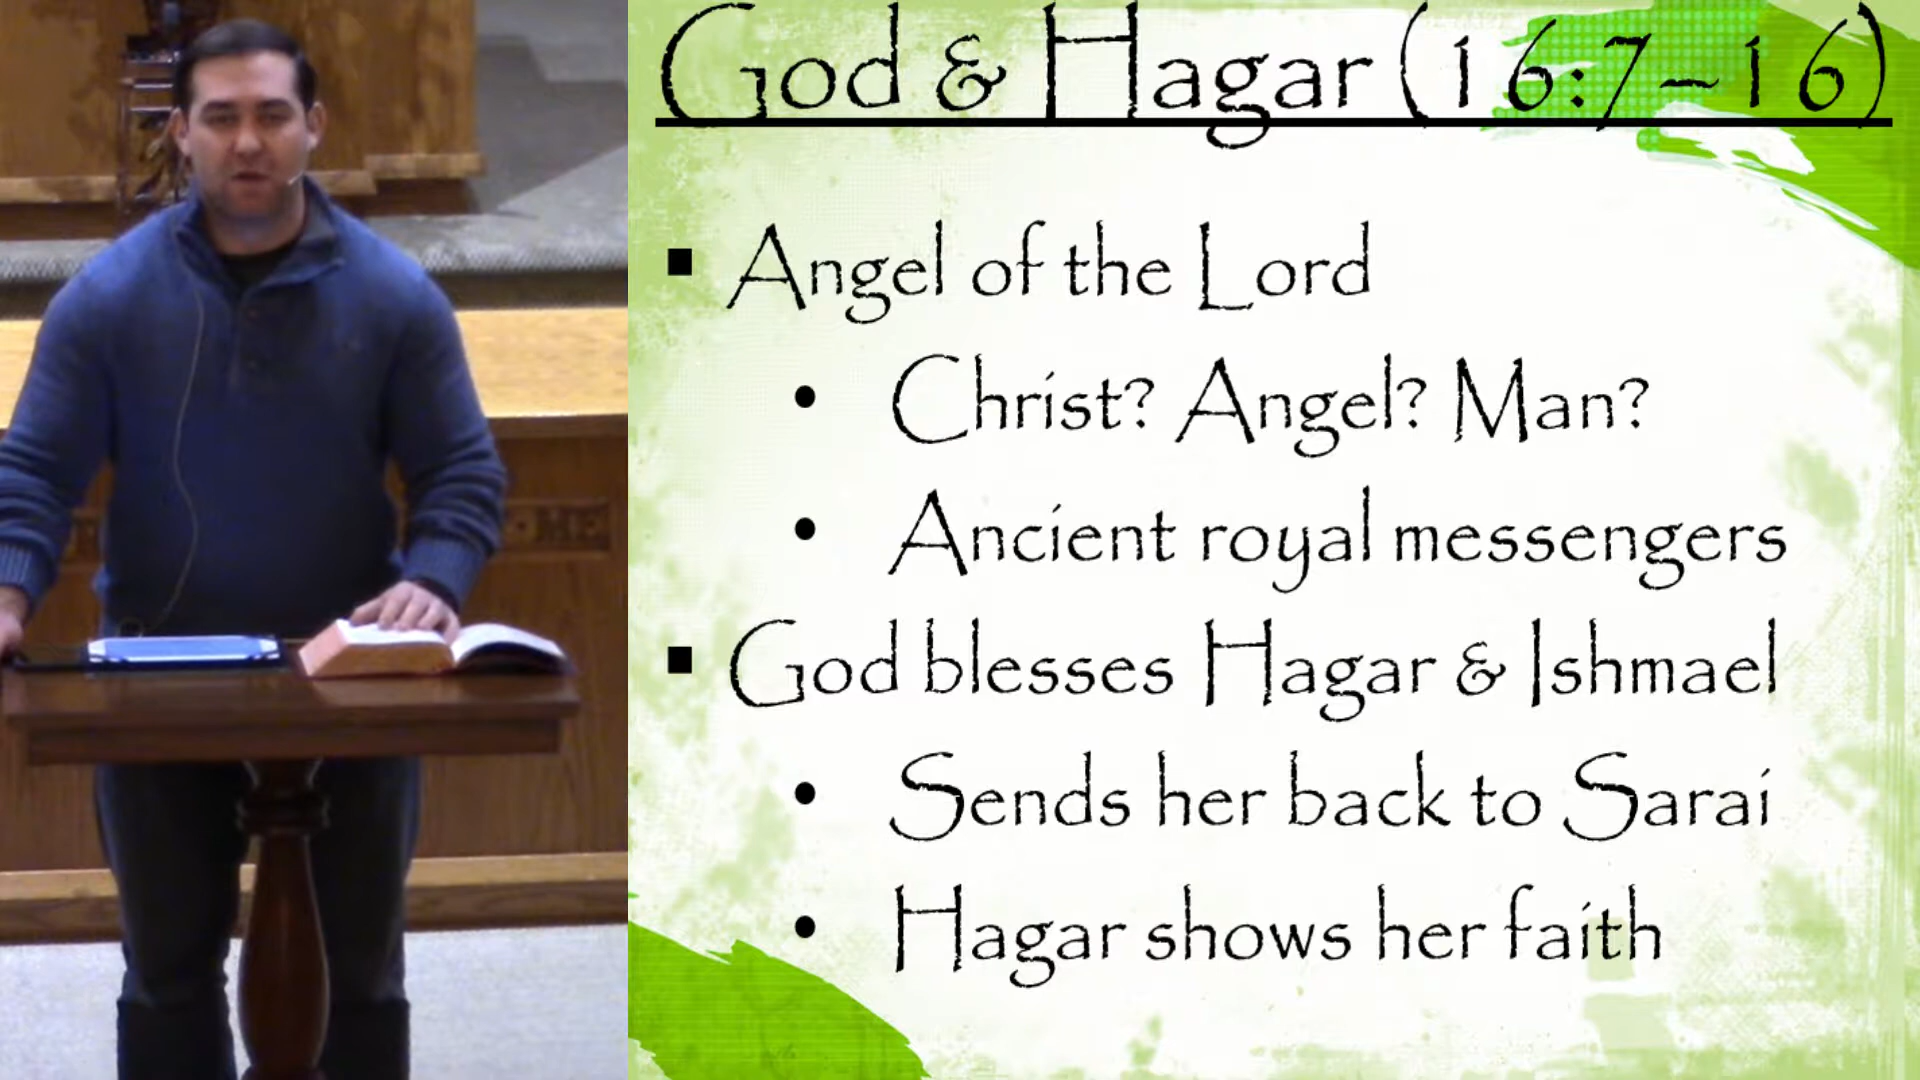 God & Hagar (16:7–16)
▪ Angel of the Lord
• Christ? Angel? Man?
• Ancient royal messengers
▪ God blesses Hagar & Ishmael
• Sends her back to Sarai
• Hagar shows her faith
ME